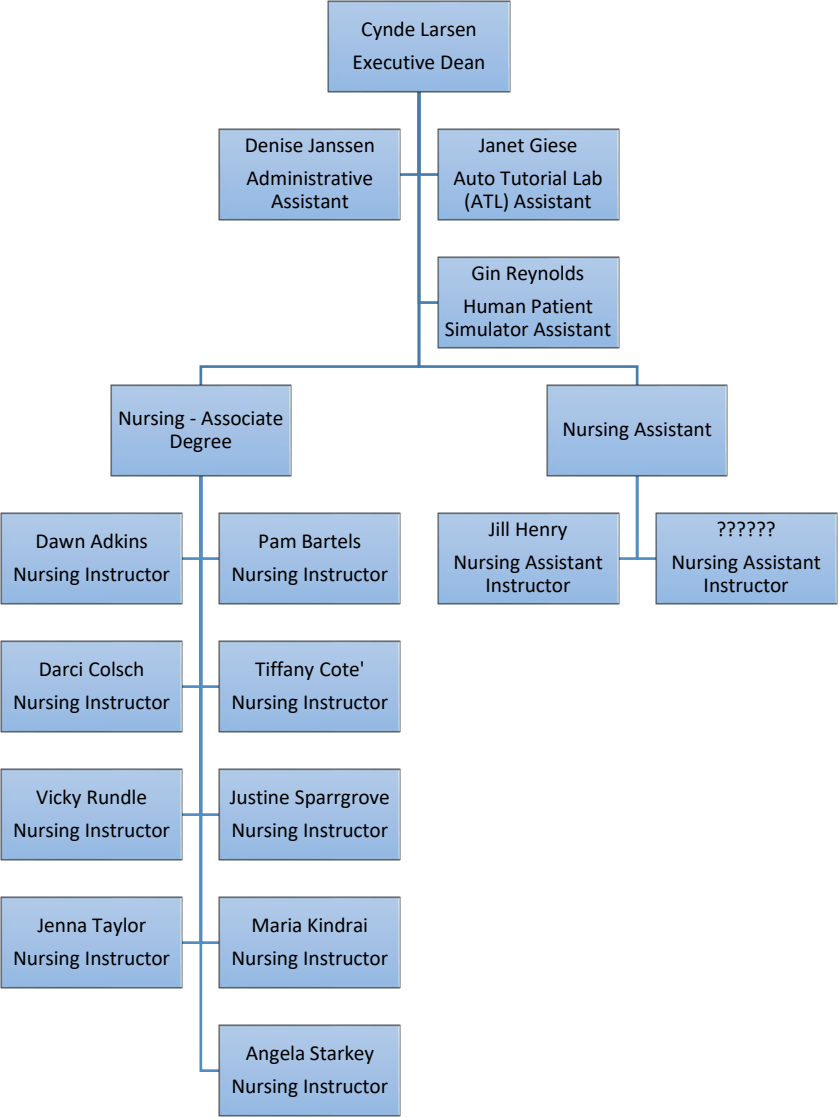 Cynde Larsen
Executive Dean
Denise Janssen
Administrative
Assistant
Janet Giese
Auto Tutorial Lab
(ATL) Assistant
Gin Reynolds
Human Patient
Simulator Assistant
Nursing - Associate
Degree
Nursing Assistant
Dawn Adkins
Nursing Instructor
Pam Bartels
Nursing Instructor
Jill Henry
Nursing Assistant
Instructor
??????
Nursing Assistant
Instructor
Darci Colsch
Nursing Instructor
Tiffany Cote'
Nursing Instructor
Vicky Rundle
Nursing Instructor
Justine Sparrgrove
Nursing Instructor
Jenna Taylor
Nursing Instructor
Maria Kindrai
Nursing Instructor
Angela Starkey
Nursing Instructor